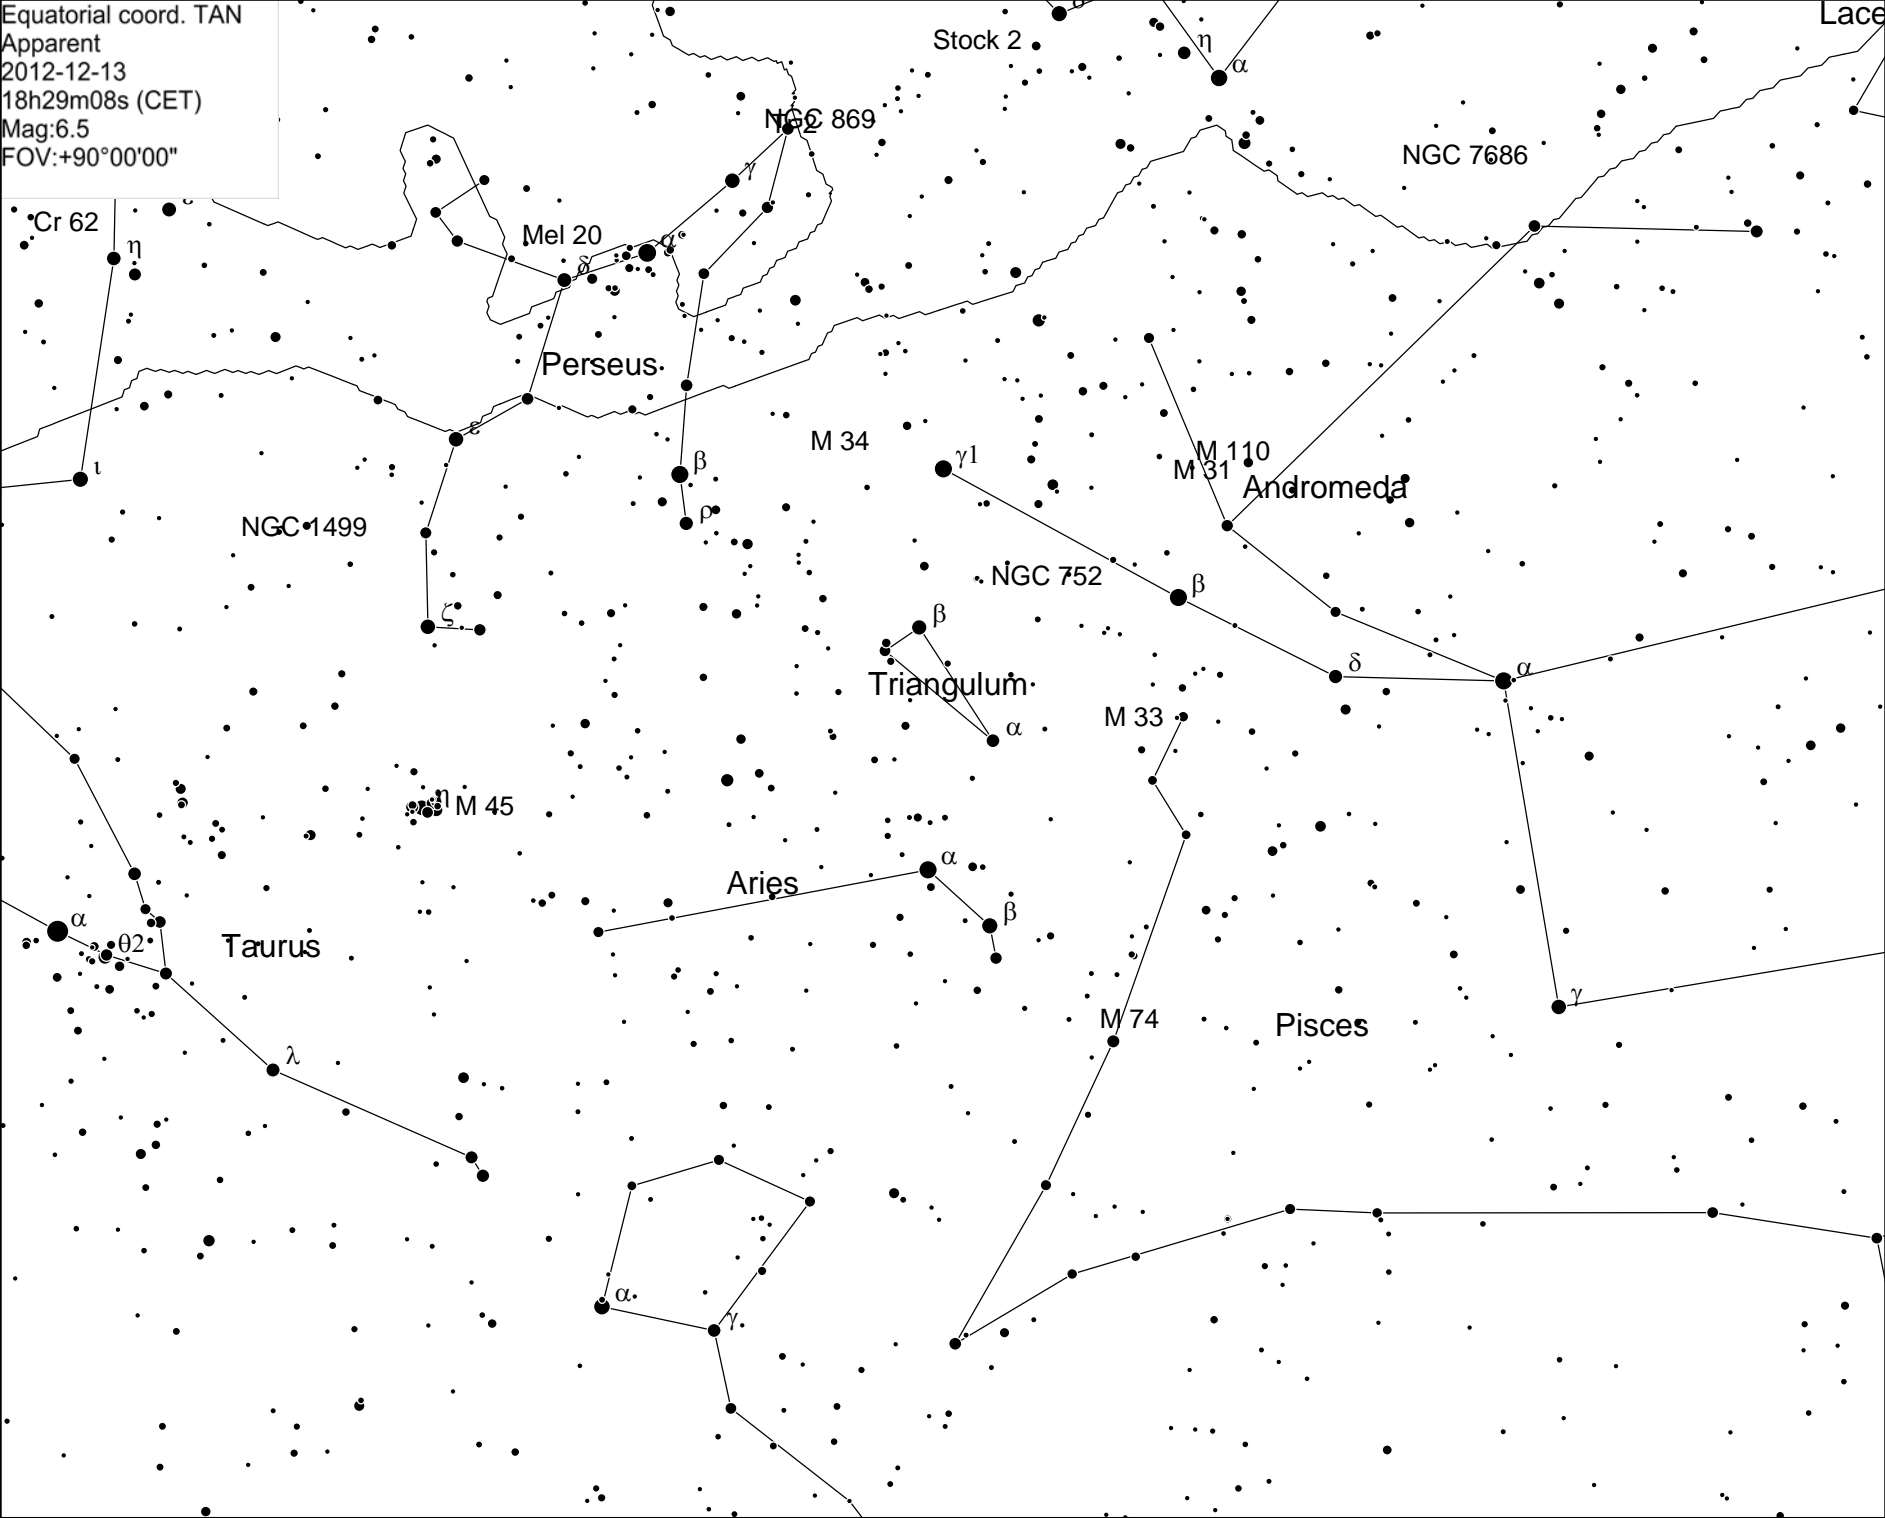 Equatorial coord. TAN
Apparent
2012-12-13
18h29m08s (CET)
Mag:6.5
FOV:+90°00'00"
Stock 2
η
α
Lace
NGC 869
γ
NGC 7686
Cr 62
ε
η
Mel 20
α
δ
Perseus
ε
M 34
γ1
M 110
M 31
Andromeda
ι
β
ρ
NGC 1499
NGC 752
β
ζ
β
δ
α
Triangulum
M 33
α
η
M 45
α
Aries
β
α
θ2
Taurus
γ
M 74
Pisces
λ
α
γ